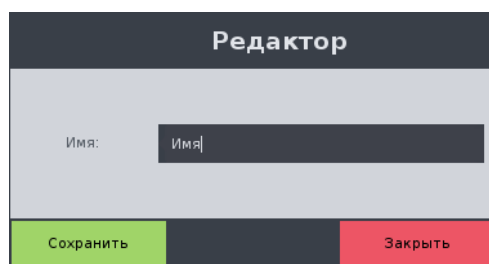 Редактор
Имя: Имя
Сохранить Закрыть